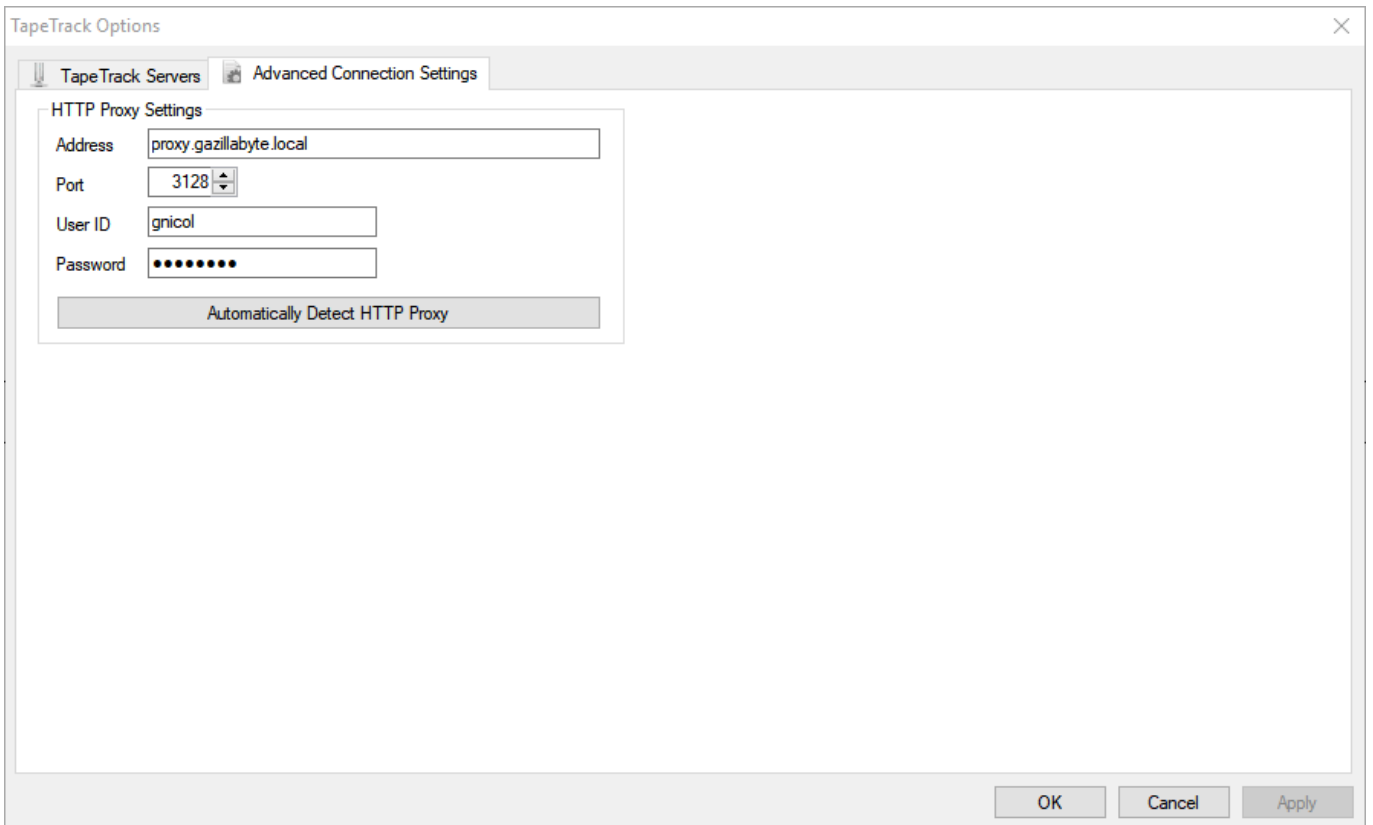 TapeTrack Options
TapeTrack Servers Advanced Connection Settings
HTTP Proxy Settings
Address proxy.gazillabyte.local
Port 3128
User ID gnicol
Password ●●●●●●●●
Automatically Detect HTTP Proxy
OK Cancel Apply